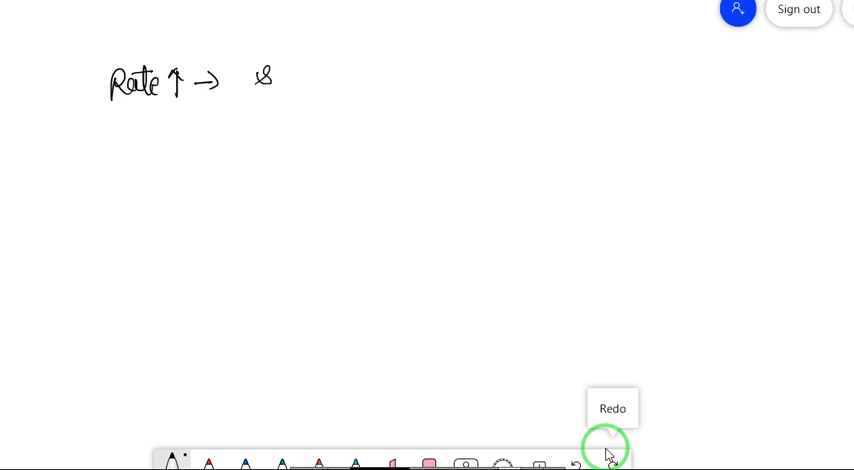 Sign out
Rate ↑ →
Redo